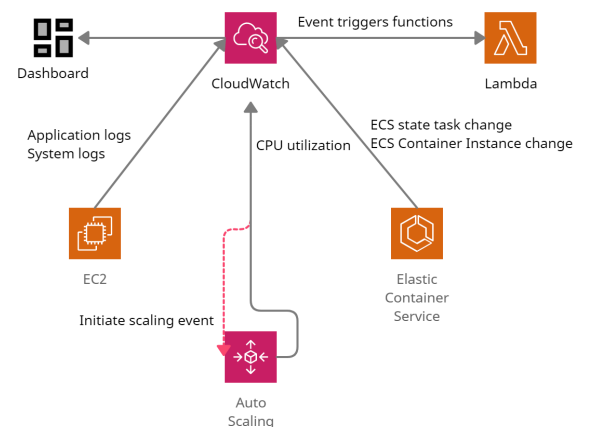 Event triggers functions
Dashboard
CloudWatch
Lambda
Application logs
System logs
CPU utilization
ECS state task change
ECS Container Instance change
EC2
Elastic
Container
Service
Initiate scaling event
Auto
Scaling